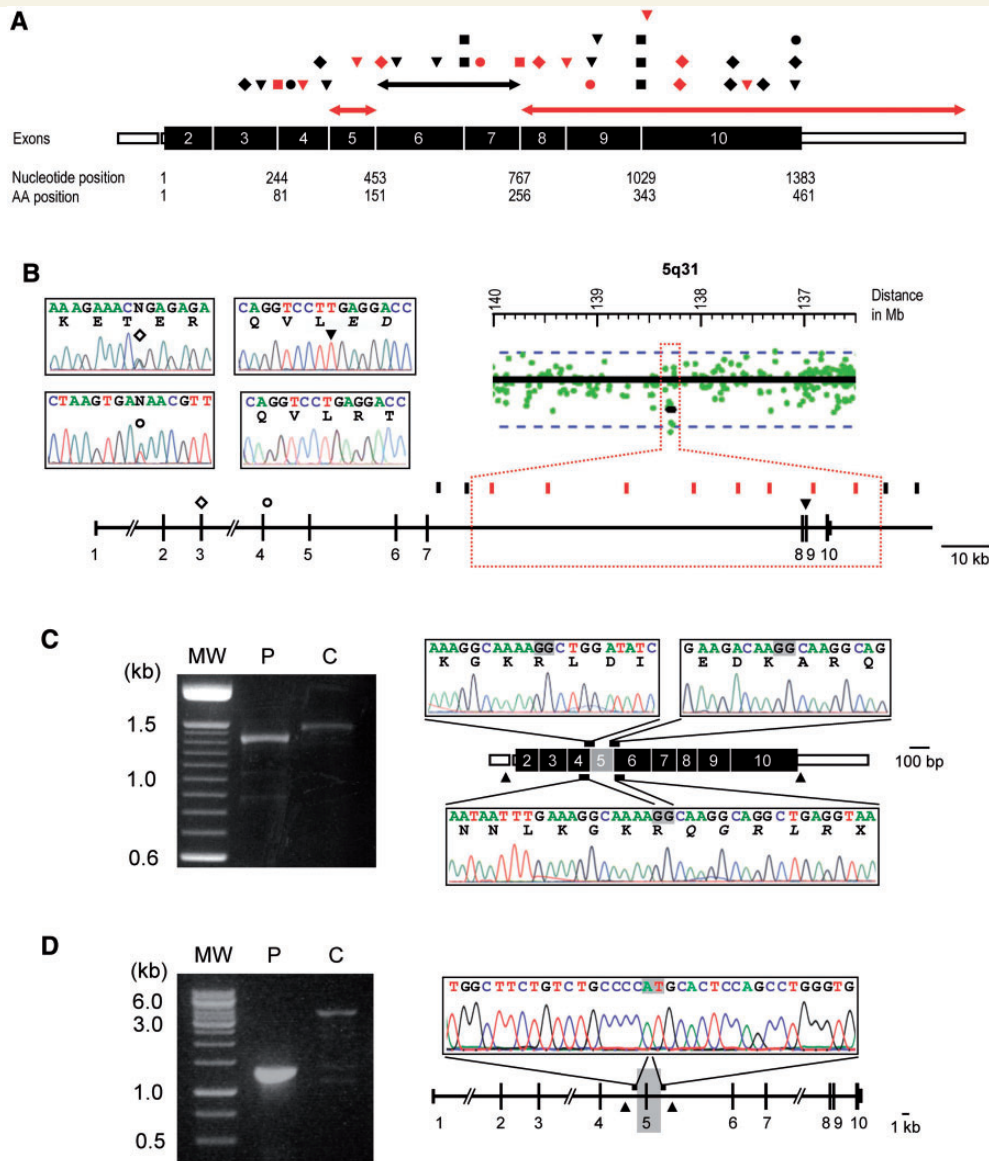 A
Exons
2 3 4 5 6 7 8 9 10
Nucleotide position 1 244 453 767 1029 1383
AA position 1 81 151 256 343 461
B
AAAGAAACNGAGAGA
K E T E R
CAGGTCCTTGAGGACC
Q V L E D
CTAAGTGANAACGTT
CAGGTCCTGAGGACC
Q V L R T
5q31
140 139 138 137
Distance
in Mb
1 2 3 4 5 6 7 8 9 10
10 kb
C
MW P C
(kb)
1.5
1.0
0.6
AAAGGCAAAAGGCTGGATATC
K G K R L D I
GAAGACAAGGCAAGGCAG
E D K A R Q
2 3 4 5 6 7 8 9 10
100 bp
AATAATTTGAAAGGCAAAAGGCAAGGCAGGCTGAGGTAA
N N L K G K R Q G R L R X
D
MW P C
(kb)
6.0
3.0
1.0
0.5
TGGCTTCTGTCTGCCCCATGCACTCCAGCCTGGGTG
1 2 3 4 5 6 7 8 9 10
1 kb